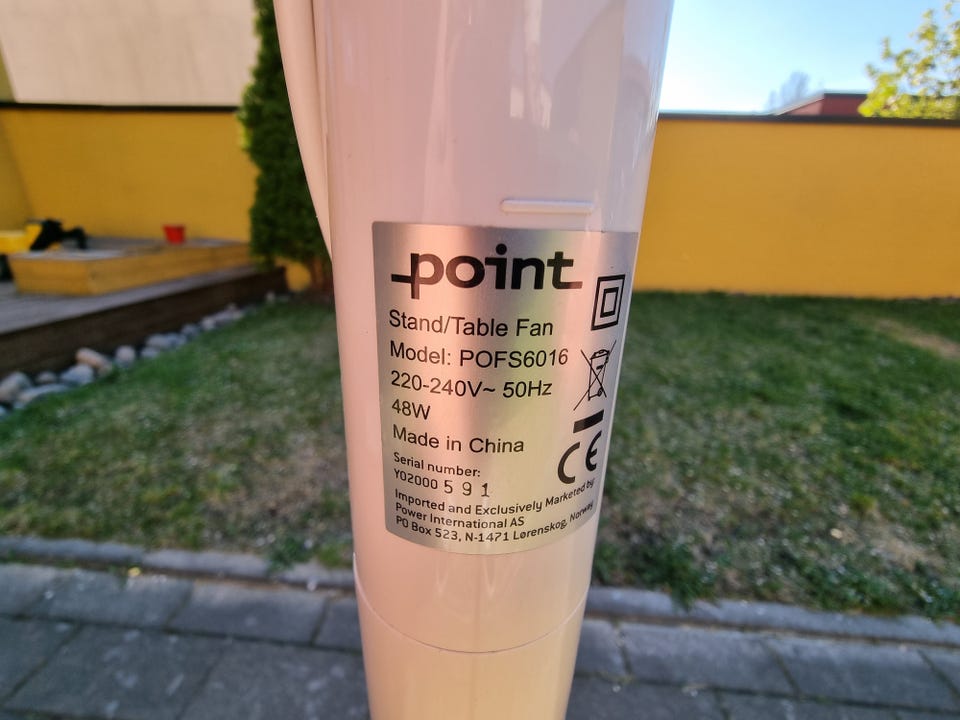 point
Stand/Table Fan
Model: POFS6016
220-240V~ 50Hz
48W
Made in China
Serial number:
Y02000 5 9 1
Imported and Exclusively Marketed by
Power International AS
PO Box 523, N-1471 Lørenskog, Norway
CE